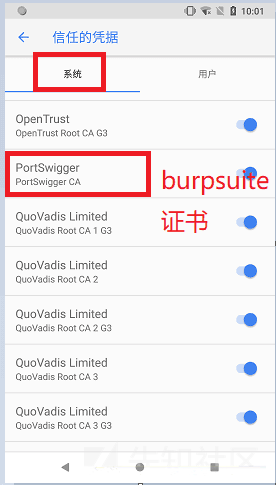 10:01
信任的凭据
系统
用户
OpenTrust
OpenTrust Root CA G3
PortSwigger
PortSwigger CA
burpsuite
证书
QuoVadis Limited
QuoVadis Root CA 1 G3
QuoVadis Limited
QuoVadis Root CA 2
QuoVadis Limited
QuoVadis Root CA 2 G3
QuoVadis Limited
QuoVadis Root CA 3
QuoVadis Limited
QuoVadis Root CA 3 G3